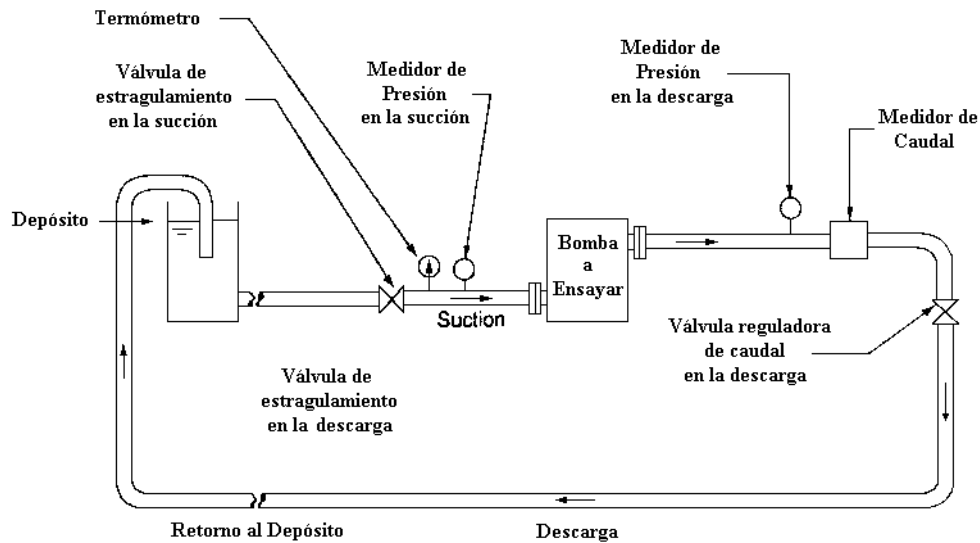 Termómetro
Válvula de
estragulamiento
en la succión
Medidor de
Presión
en la succión
Medidor de
Presión
en la descarga
Medidor de
Caudal
Depósito
Bomba
a
Ensayar
Suction
Válvula reguladora
de caudal
en la descarga
Válvula de
estragulamiento
en la descarga
Retorno al Depósito
Descarga